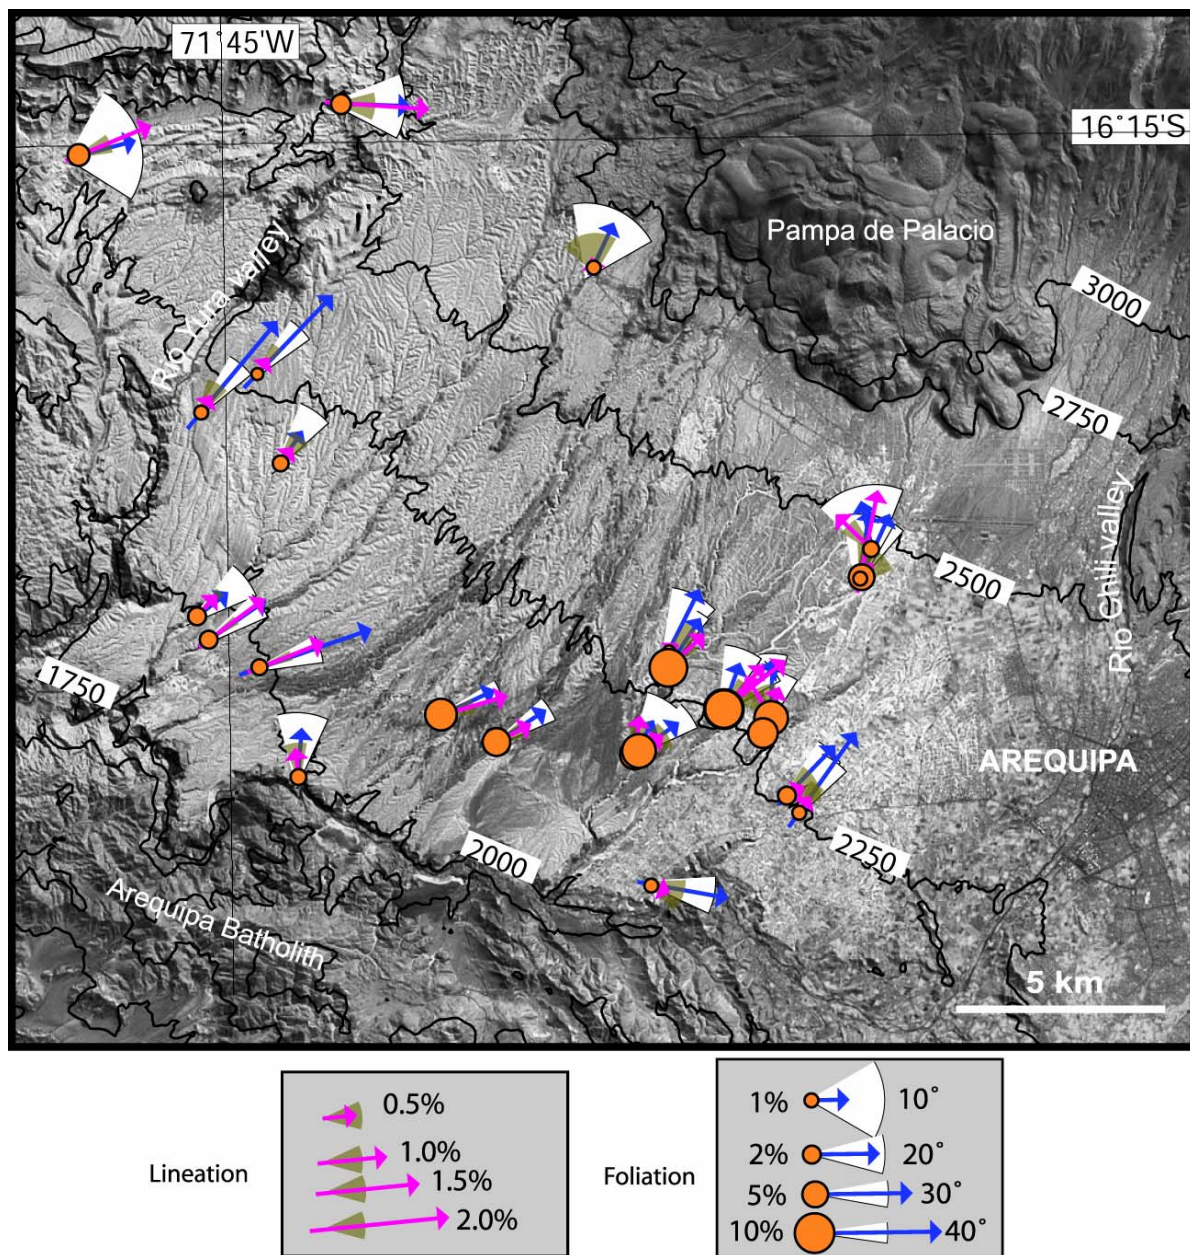 71°45'W
16°15'S
Pampa de Palacio
Río Yura valley
3000
2750
Río Chili valley
2500
1750
AREQUIPA
2250
2000
Arequipa Batholith
5 km
Lineation
0.5%
1.0%
1.5%
2.0%
Foliation
1% 10°
2% 20°
5% 30°
10% 40°